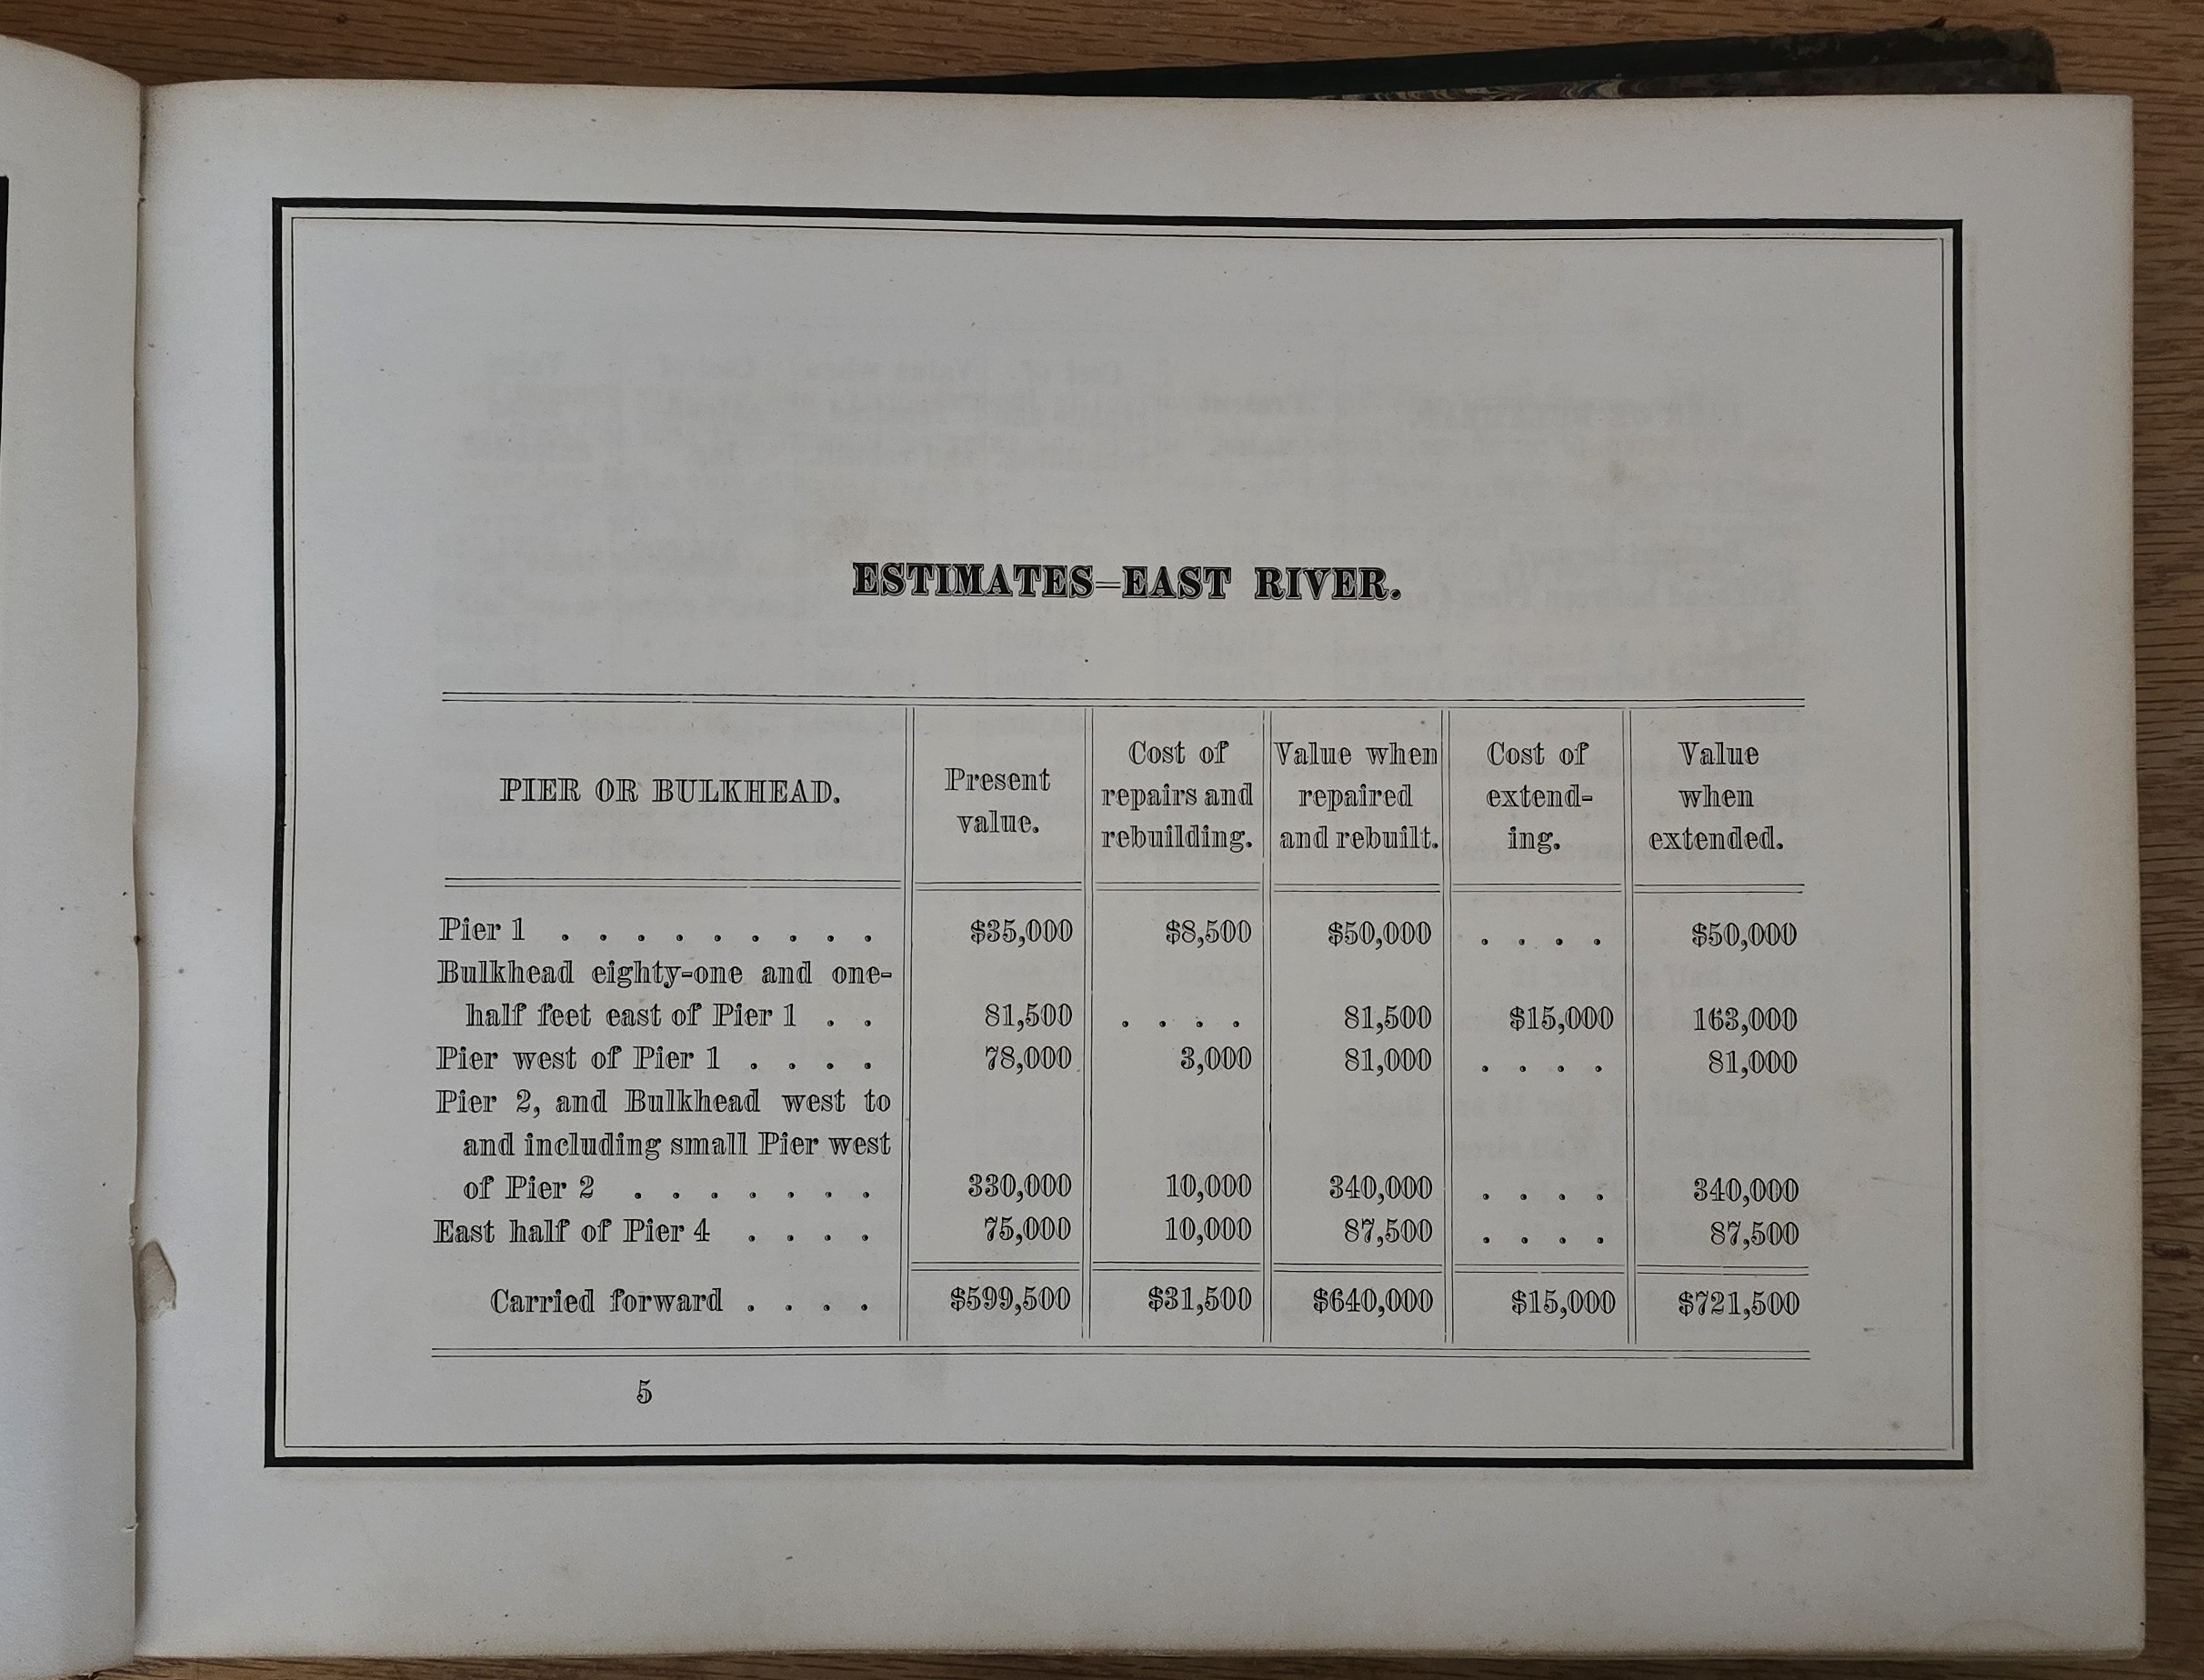 ESTIMATES—EAST RIVER.
PIER OR BULKHEAD. | Present value. | Cost of repairs and rebuilding. | Value when repaired and rebuilt. | Cost of extend-ing. | Value when extended.
Pier 1 . . . . . . . . . $35,000 $8,500 $50,000 . . . . $50,000
Bulkhead eighty-one and one-
half feet east of Pier 1 . . 81,500 . . . . 81,500 $15,000 163,000
Pier west of Pier 1 . . . . 78,000 3,000 81,000 . . . . 81,000
Pier 2, and Bulkhead west to
and including small Pier west
of Pier 2 . . . . . . . 330,000 10,000 340,000 . . . . 340,000
East half of Pier 4 . . . . 75,000 10,000 87,500 . . . . 87,500
Carried forward . . . . $599,500 $31,500 $640,000 $15,000 $721,500
5